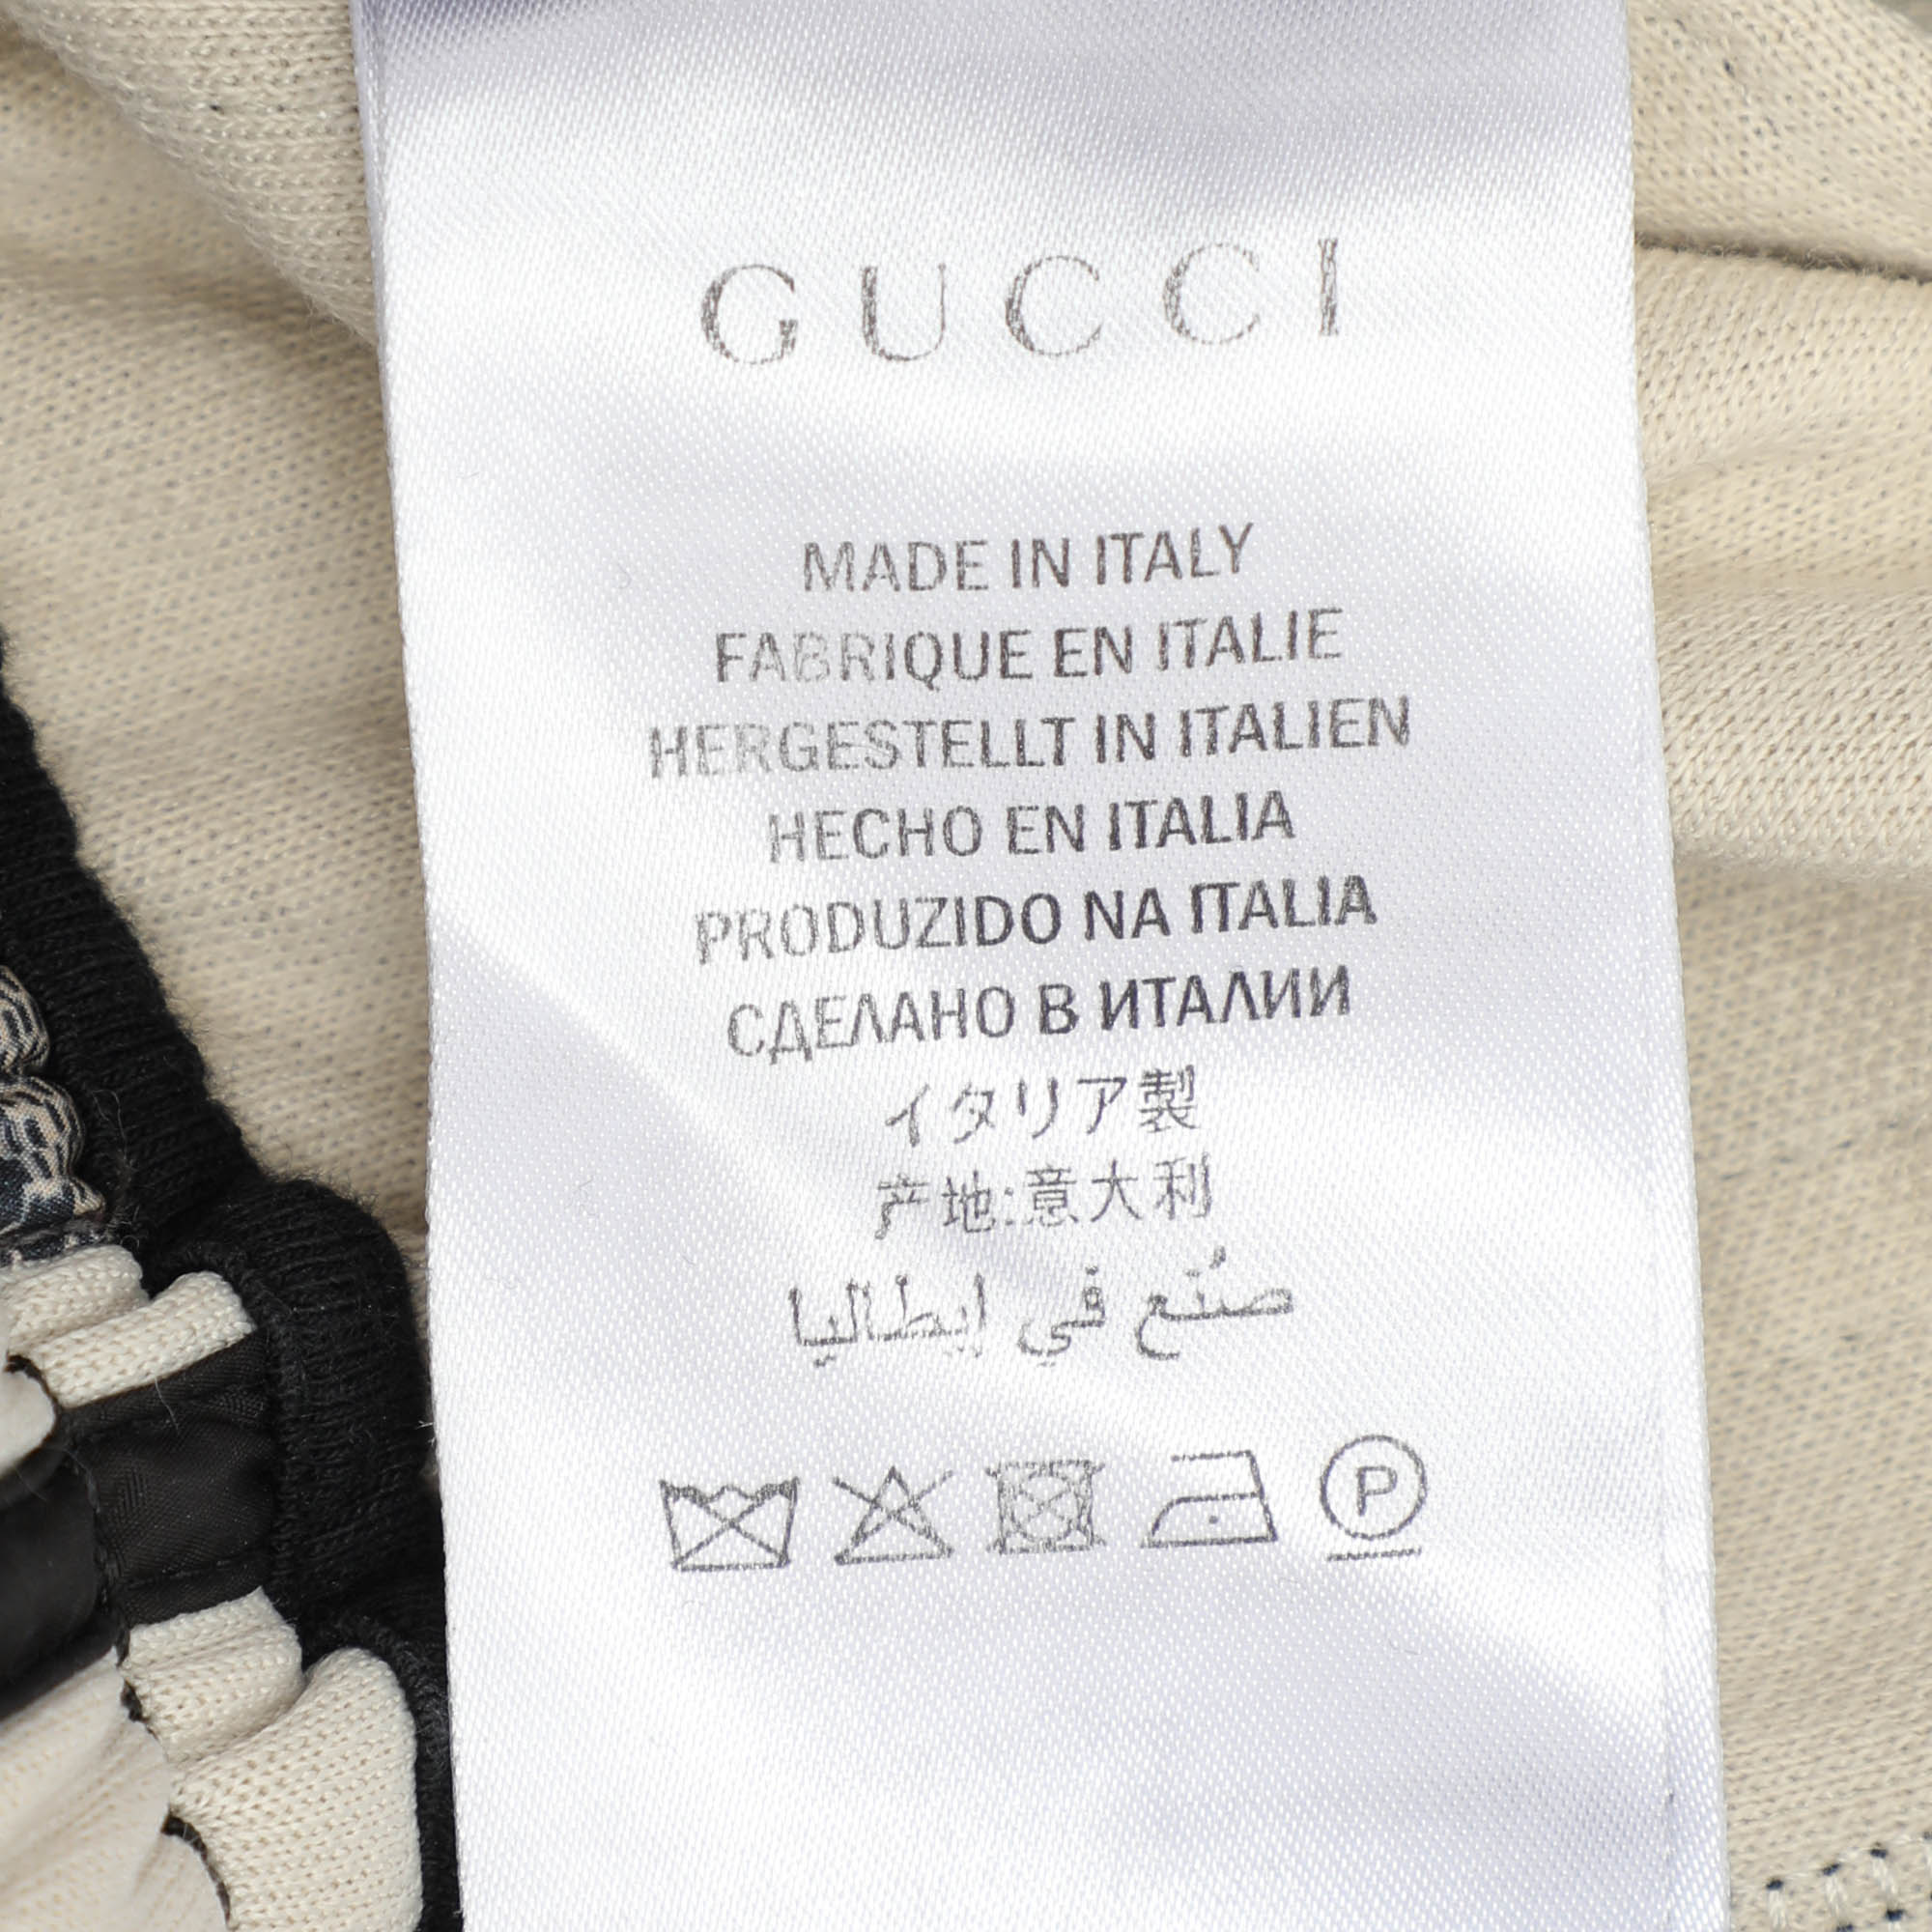 GUCCI
MADE IN ITALY
FABRIQUE EN ITALIE
HERGESTELLT IN ITALIEN
HECHO EN ITALIA
PRODUZIDO NA ITALIA
СДЕЛАНО В ИТАЛИИ
イタリア製
产地:意大利
صُنع في إيطاليا
P